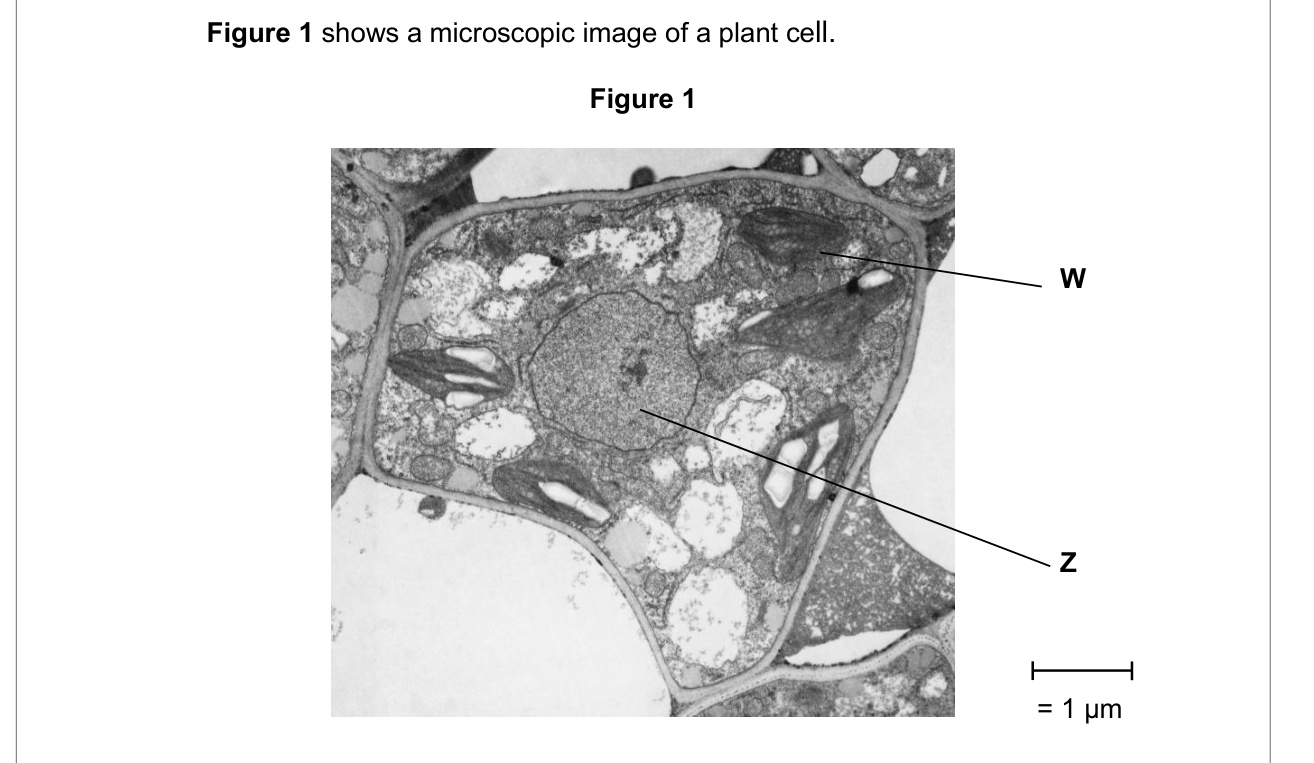 Figure 1 shows a microscopic image of a plant cell.
Figure 1
W
Z
= 1 µm